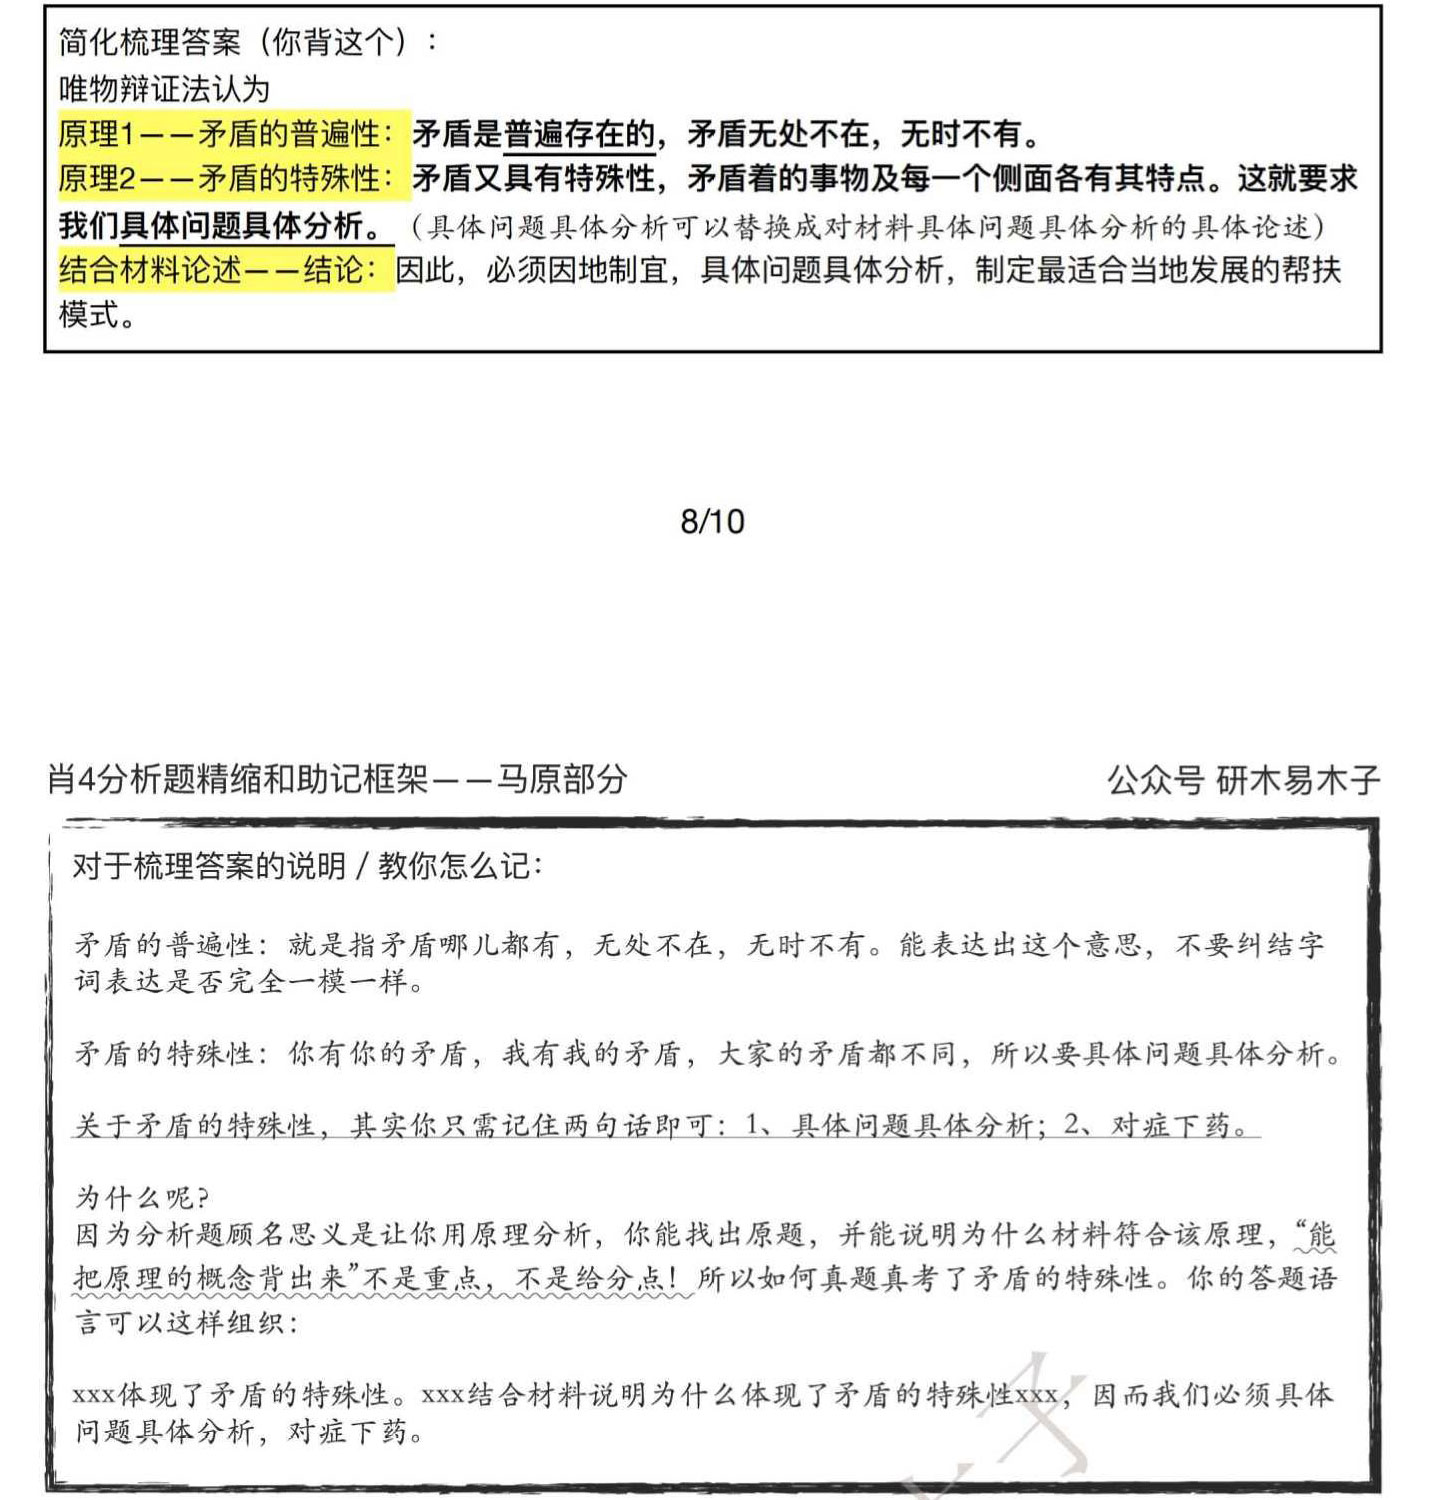 简化梳理答案（你背这个）：
唯物辩证法认为
原理1——矛盾的普遍性：矛盾是普遍存在的，矛盾无处不在，无时不有。
原理2——矛盾的特殊性：矛盾又具有特殊性，矛盾着的事物及每一个侧面各有其特点。这就要求
我们具体问题具体分析。（具体问题具体分析可以替换成对材料具体问题具体分析的具体论述）
结合材料论述——结论：因此，必须因地制宜，具体问题具体分析，制定最适合当地发展的帮扶
模式。
8/10
肖4分析题精缩和助记框架——马原部分 公众号 研木易木子
对于梳理答案的说明 / 教你怎么记：
矛盾的普遍性：就是指矛盾哪儿都有，无处不在，无时不有。能表达出这个意思，不要纠结字
词表达是否完全一模一样。
矛盾的特殊性：你有你的矛盾，我有我的矛盾，大家的矛盾都不同，所以要具体问题具体分析。
关于矛盾的特殊性，其实你只需记住两句话即可：1、具体问题具体分析；2、对症下药。
为什么呢？
因为分析题顾名思义是让你用原理分析，你能找出原题，并能说明为什么材料符合该原理，“能
把原理的概念背出来”不是重点，不是给分点！所以如何真题真考了矛盾的特殊性。你的答题语
言可以这样组织：
xxx体现了矛盾的特殊性。xxx结合材料说明为什么体现了矛盾的特殊性xxx，因而我们必须具体
问题具体分析，对症下药。